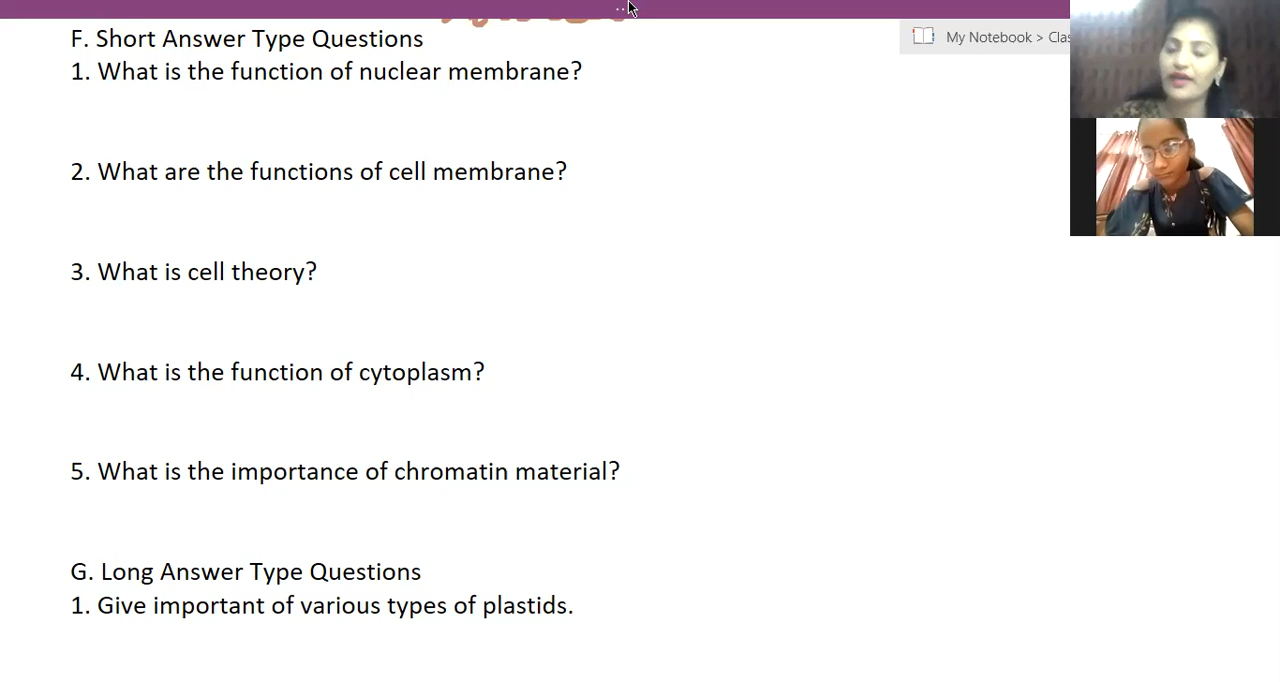 F. Short Answer Type Questions
My Notebook > Clas
1. What is the function of nuclear membrane?
2. What are the functions of cell membrane?
3. What is cell theory?
4. What is the function of cytoplasm?
5. What is the importance of chromatin material?
G. Long Answer Type Questions
1. Give important of various types of plastids.